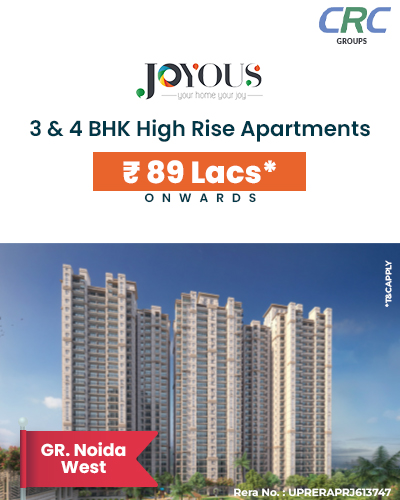 CRC
GROUPS
JOYOUS
your home your joy
3 & 4 BHK High Rise Apartments
₹ 89 Lacs*
ONWARDS
*T&CAPPLY
GR. Noida
West
Rera No. : UPRERAPRJ613747